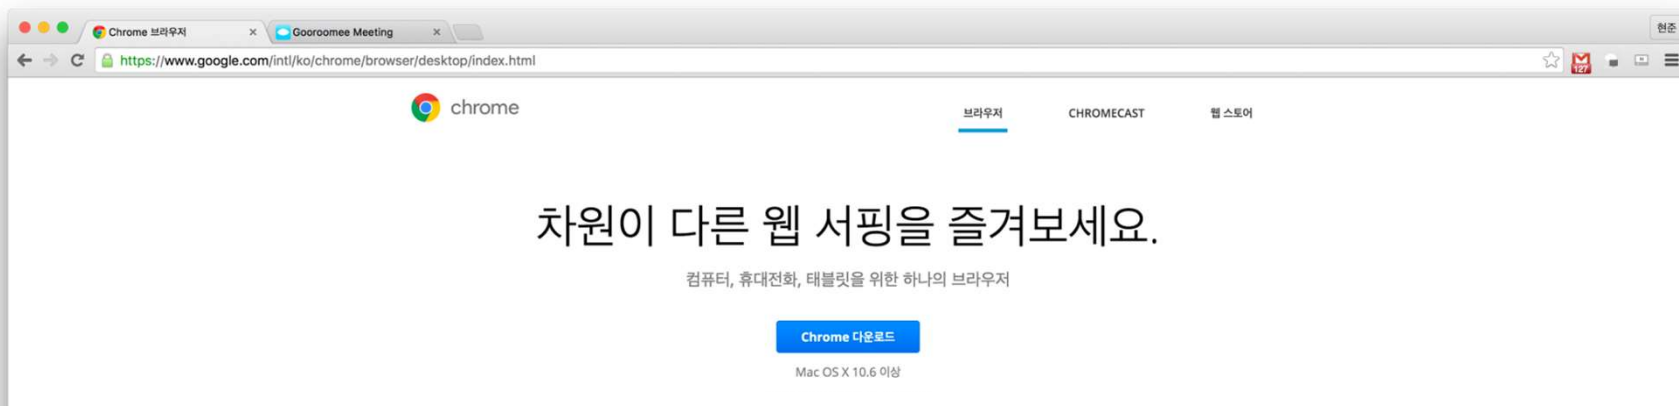 Chrome 브라우저
Gooroomee Meeting
현준
https://www.google.com/intl/ko/chrome/browser/desktop/index.html
127
chrome
브라우저
CHROMECAST
웹 스토어
차원이 다른 웹 서핑을 즐겨보세요.
컴퓨터, 휴대전화, 태블릿을 위한 하나의 브라우저
Chrome 다운로드
Mac OS X 10.6 이상